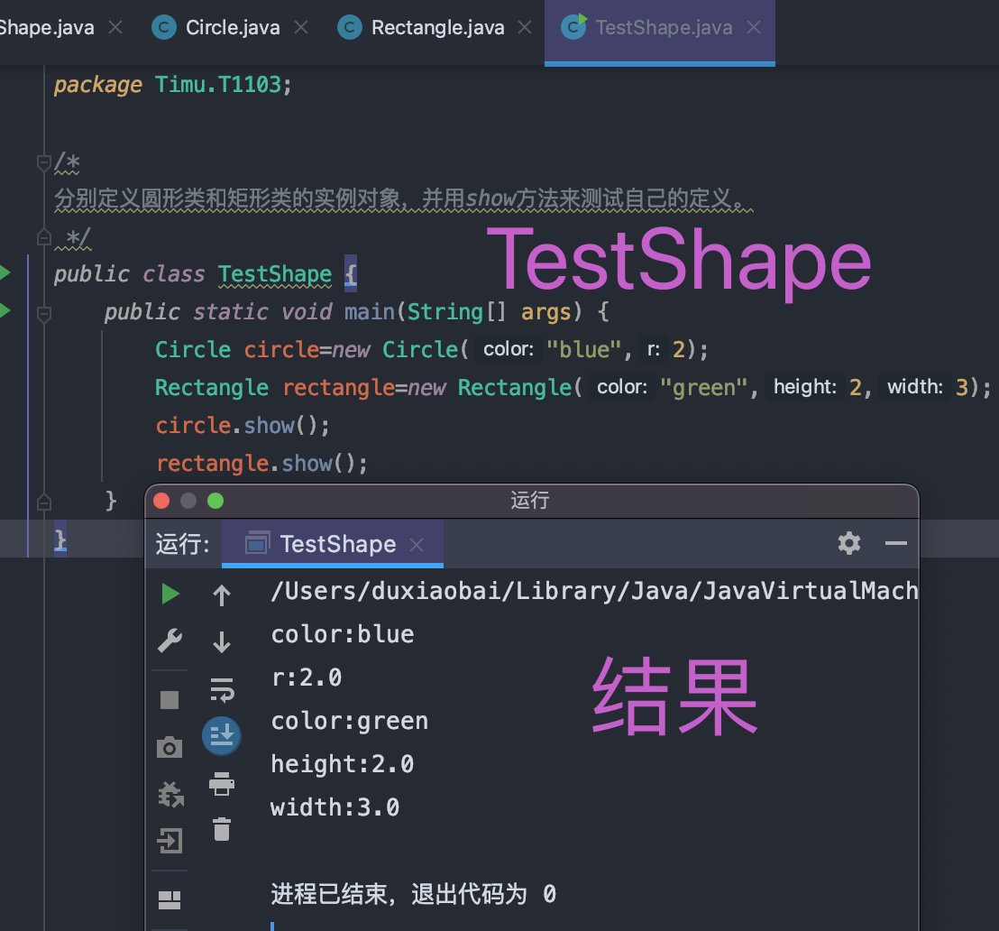 Shape.java Circle.java Rectangle.java TestShape.java
package Timu.T1103;
/*
分别定义圆形类和矩形类的实例对象，并用show方法来测试自己的定义。
*/
TestShape
public class TestShape {
public static void main(String[] args) {
Circle circle=new Circle( color: "blue", r: 2);
Rectangle rectangle=new Rectangle( color: "green", height: 2, width: 3);
circle.show();
rectangle.show();
}
}
运行
运行: TestShape
/Users/duxiaobai/Library/Java/JavaVirtualMach
color:blue
r:2.0
结果
color:green
height:2.0
width:3.0
进程已结束，退出代码为 0